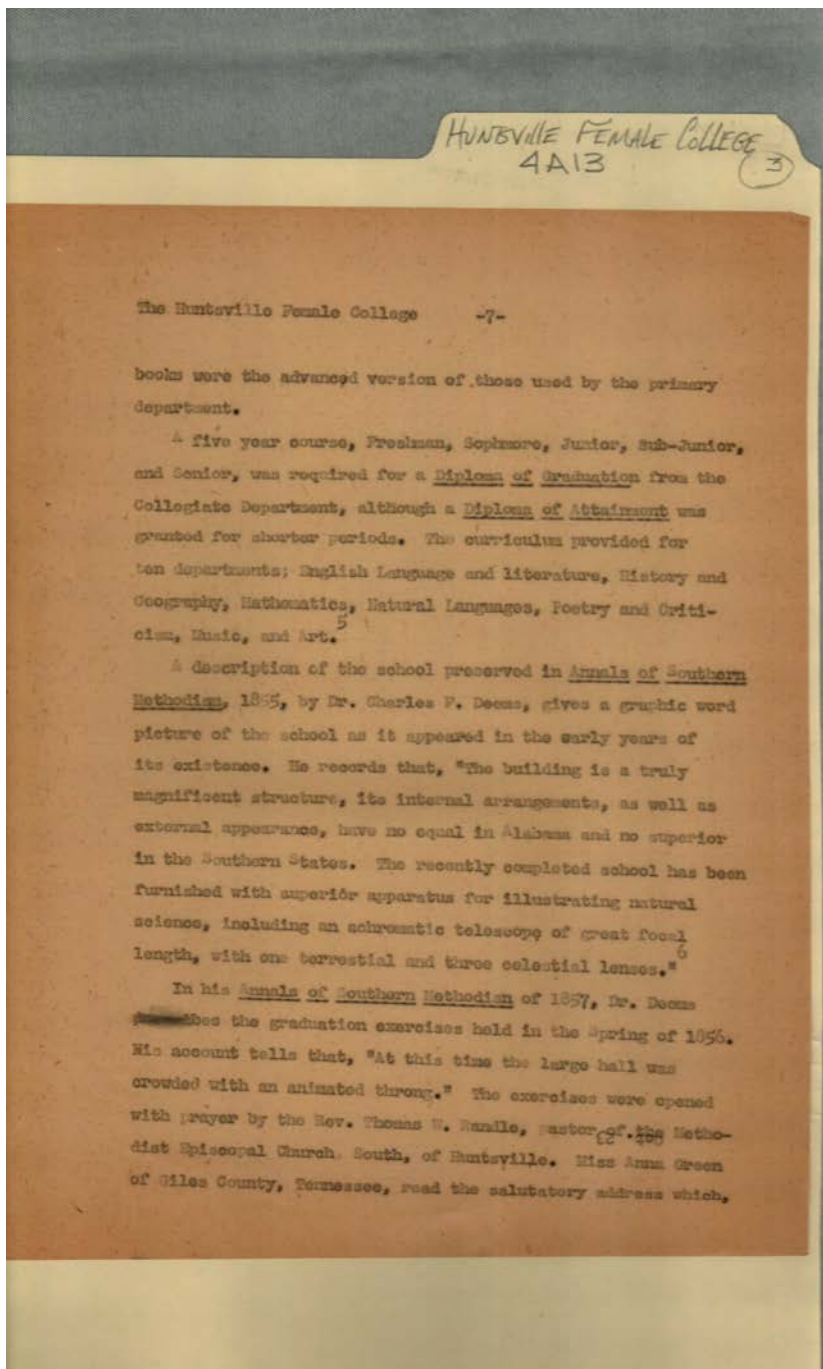 HUNTSVILLE FEMALE COLLEGE
4A13
3
The Huntsville Female College -7-
books were the advanced version of those used by the primary
department.
A five year course, Freshman, Sophmore, Junior, Sub-Junior,
and Senior, was required for a Diploma of Graduation from the
Collegiate Department, although a Diploma of Attainment was
granted for shorter periods. The curriculum provided for
ten departments; English Language and literature, History and
Geography, Mathematics, Natural Languages, Poetry and Criti-
cism, Music, and Art.5
A description of the school preserved in Annals of Southern
Methodism, 1855, by Dr. Charles F. Deems, gives a graphic word
picture of the school as it appeared in the early years of
its existence. He records that, "The building is a truly
magnificent structure, its internal arrangements, as well as
external appearance, have no equal in Alabama and no superior
in the Southern States. The recently completed school has been
furnished with superior apparatus for illustrating natural
science, including an achromatic telescope of great focal
length, with one terrestial and three celestial lenses."6
In his Annals of Southern Methodism of 1857, Dr. Deems
the graduation exercises held in the Spring of 1856.
His account tells that, "At this time the large hall was
crowded with an animated throng." The exercises were opened
with prayer by the Rev. Thomas W. Randle, pastor of the Metho-
dist Episcopal Church South, of Huntsville. Miss Anna Green
of Giles County, Tennessee, read the salutatory address which,